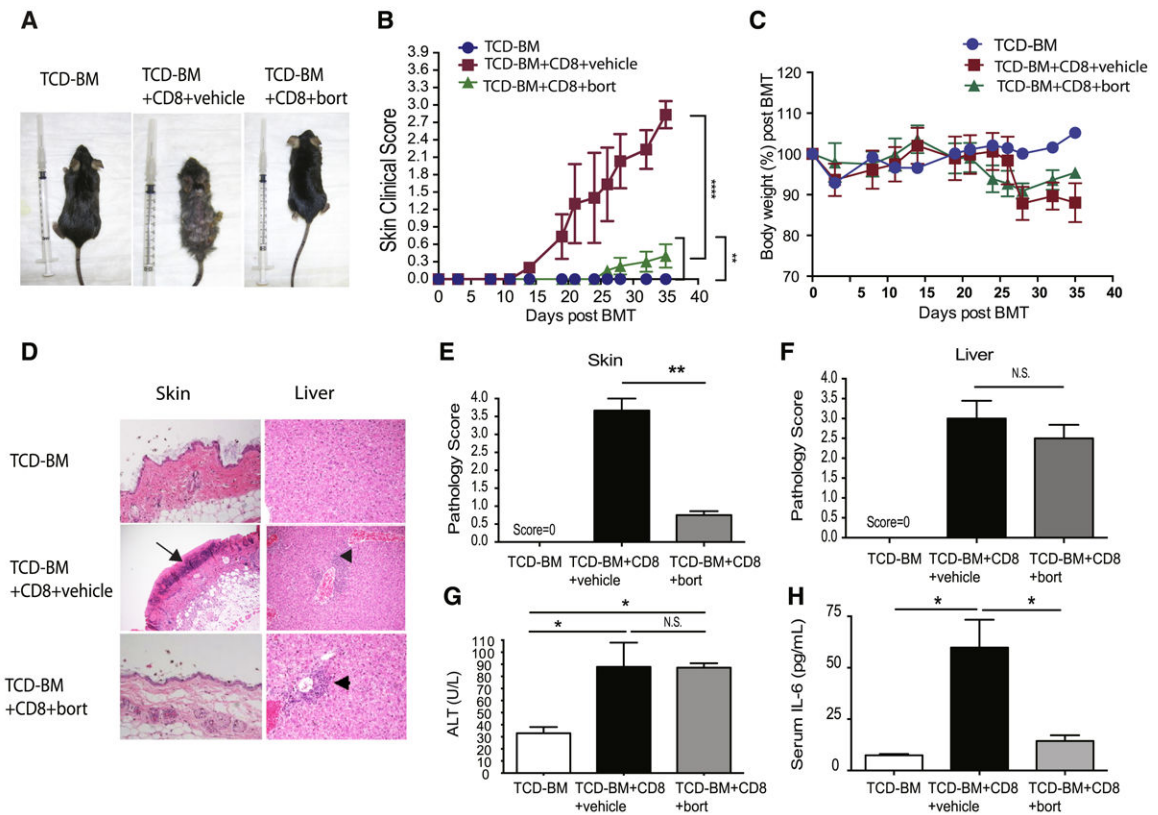 A
TCD-BM
TCD-BM
+CD8+vehicle
TCD-BM
+CD8+bort
B
TCD-BM
TCD-BM+CD8+vehicle
TCD-BM+CD8+bort
Skin Clinical Score
3.9
3.6
3.3
3.0
2.7
2.4
2.1
1.8
1.5
1.2
0.9
0.6
0.3
0.0
0
5
10
15
20
25
30
35
40
Days post BMT
****
**
C
TCD-BM
TCD-BM+CD8+vehicle
TCD-BM+CD8+bort
Body weight (%) post BMT
120
110
100
90
80
70
0
5
10
15
20
25
30
35
40
Days post BMT
D
Skin
Liver
TCD-BM
TCD-BM
+CD8+vehicle
TCD-BM
+CD8+bort
E
Skin
**
Pathology Score
4.0
3.5
3.0
2.5
2.0
1.5
1.0
0.5
0.0
Score=0
TCD-BM
TCD-BM+CD8
+vehicle
TCD-BM+CD8
+bort
F
Liver
N.S.
Pathology Score
4.0
3.5
3.0
2.5
2.0
1.5
1.0
0.5
0.0
Score=0
TCD-BM
TCD-BM+CD8
+vehicle
TCD-BM+CD8
+bort
G
*
*
N.S.
ALT (U/L)
110
100
90
80
70
60
50
40
30
20
10
0
TCD-BM
TCD-BM+CD8
+vehicle
TCD-BM+CD8
+bort
H
*
*
Serum IL-6 (pg/mL)
75
50
25
0
TCD-BM
TCD-BM+CD8
+vehicle
TCD-BM+CD8
+bort